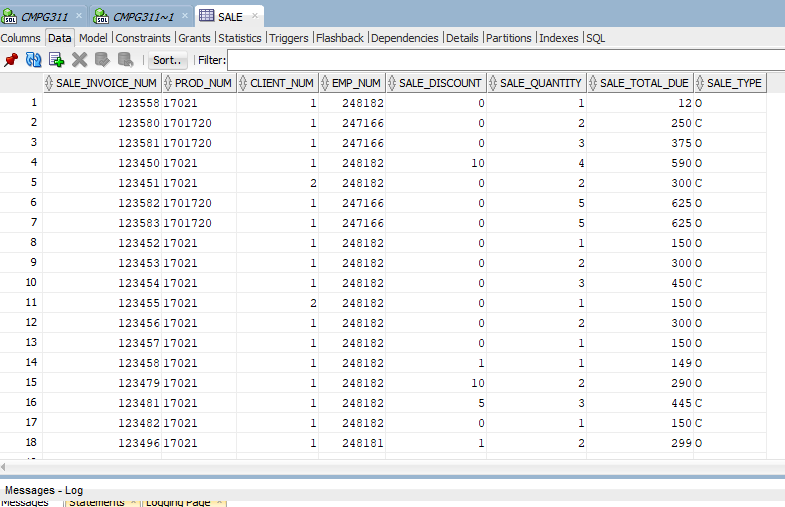 CMPG311 CMPG311~1 SALE
Columns Data Model Constraints Grants Statistics Triggers Flashback Dependencies Details Partitions Indexes SQL
Sort.. Filter:
SALE_INVOICE_NUM PROD_NUM CLIENT_NUM EMP_NUM SALE_DISCOUNT SALE_QUANTITY SALE_TOTAL_DUE SALE_TYPE
1 123558 17021 1 248182 0 1 12 O
2 123580 1701720 1 247166 0 2 250 C
3 123581 1701720 1 247166 0 3 375 O
4 123450 17021 1 248182 10 4 590 O
5 123451 17021 2 248182 0 2 300 C
6 123582 1701720 1 247166 0 5 625 O
7 123583 1701720 1 247166 0 5 625 O
8 123452 17021 1 248182 0 1 150 O
9 123453 17021 1 248182 0 2 300 O
10 123454 17021 1 248182 0 3 450 C
11 123455 17021 2 248182 0 1 150 O
12 123456 17021 1 248182 0 2 300 O
13 123457 17021 1 248182 0 1 150 O
14 123458 17021 1 248182 1 1 149 O
15 123479 17021 1 248182 10 2 290 O
16 123481 17021 1 248182 5 3 445 C
17 123482 17021 1 248182 0 1 150 C
18 123496 17021 1 248181 1 2 299 O
Messages - Log
Messages Statements Logging Page